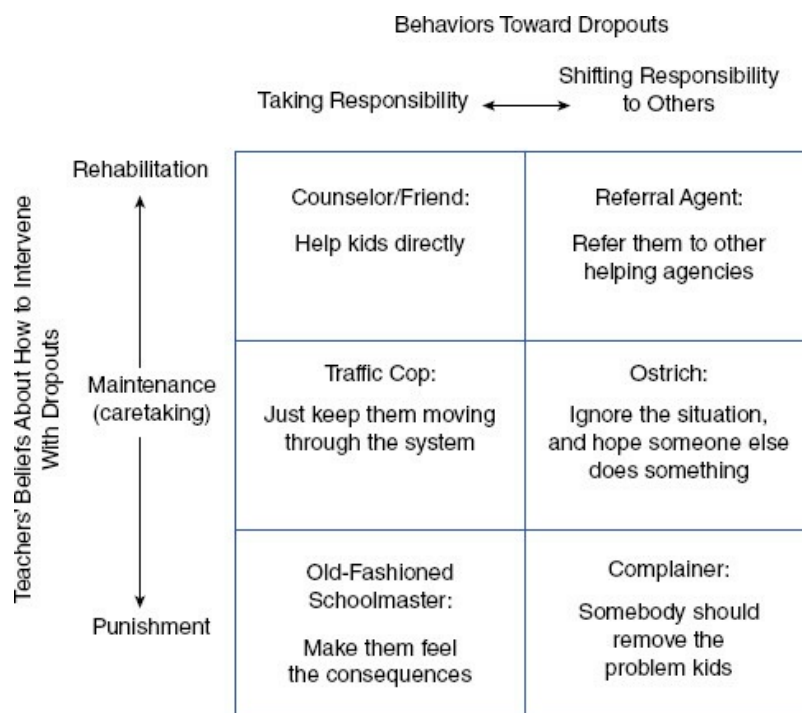 Behaviors Toward Dropouts
Taking Responsibility
Shifting Responsibility
to Others
Teachers' Beliefs About How to Intervene
With Dropouts
Rehabilitation
Counselor/Friend:
Help kids directly
Referral Agent:
Refer them to other
helping agencies
Maintenance
(caretaking)
Traffic Cop:
Just keep them moving
through the system
Ostrich:
Ignore the situation,
and hope someone else
does something
Punishment
Old-Fashioned
Schoolmaster:
Make them feel
the consequences
Complainer:
Somebody should
remove the
problem kids